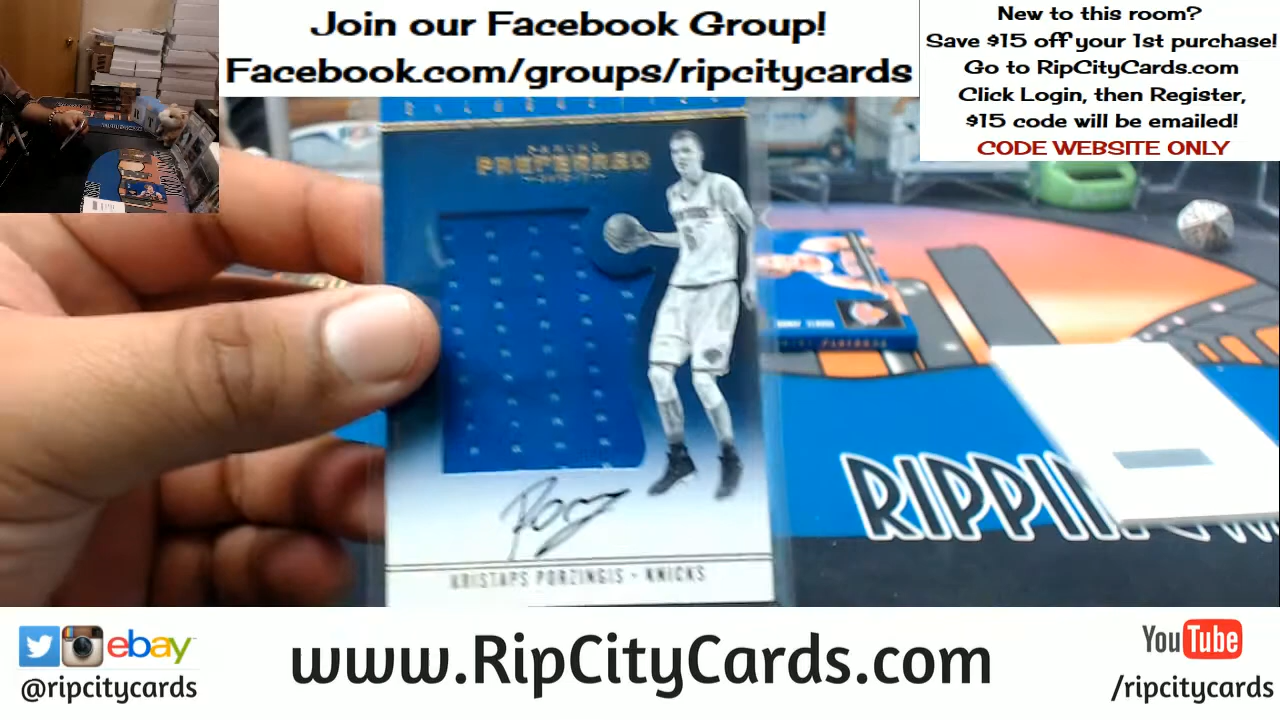 Join our Facebook Group!
Facebook.com/groups/ripcitycards
New to this room?
Save $15 off your 1st purchase!
Go to RipCityCards.com
Click Login, then Register,
$15 code will be emailed!
CODE WEBSITE ONLY
PANINI
PREFERRED
KRISTAPS PORZINGIS - KNICKS
RIPPIN
ebay
@ripcitycards
www.RipCityCards.com
YouTube
/ripcitycards